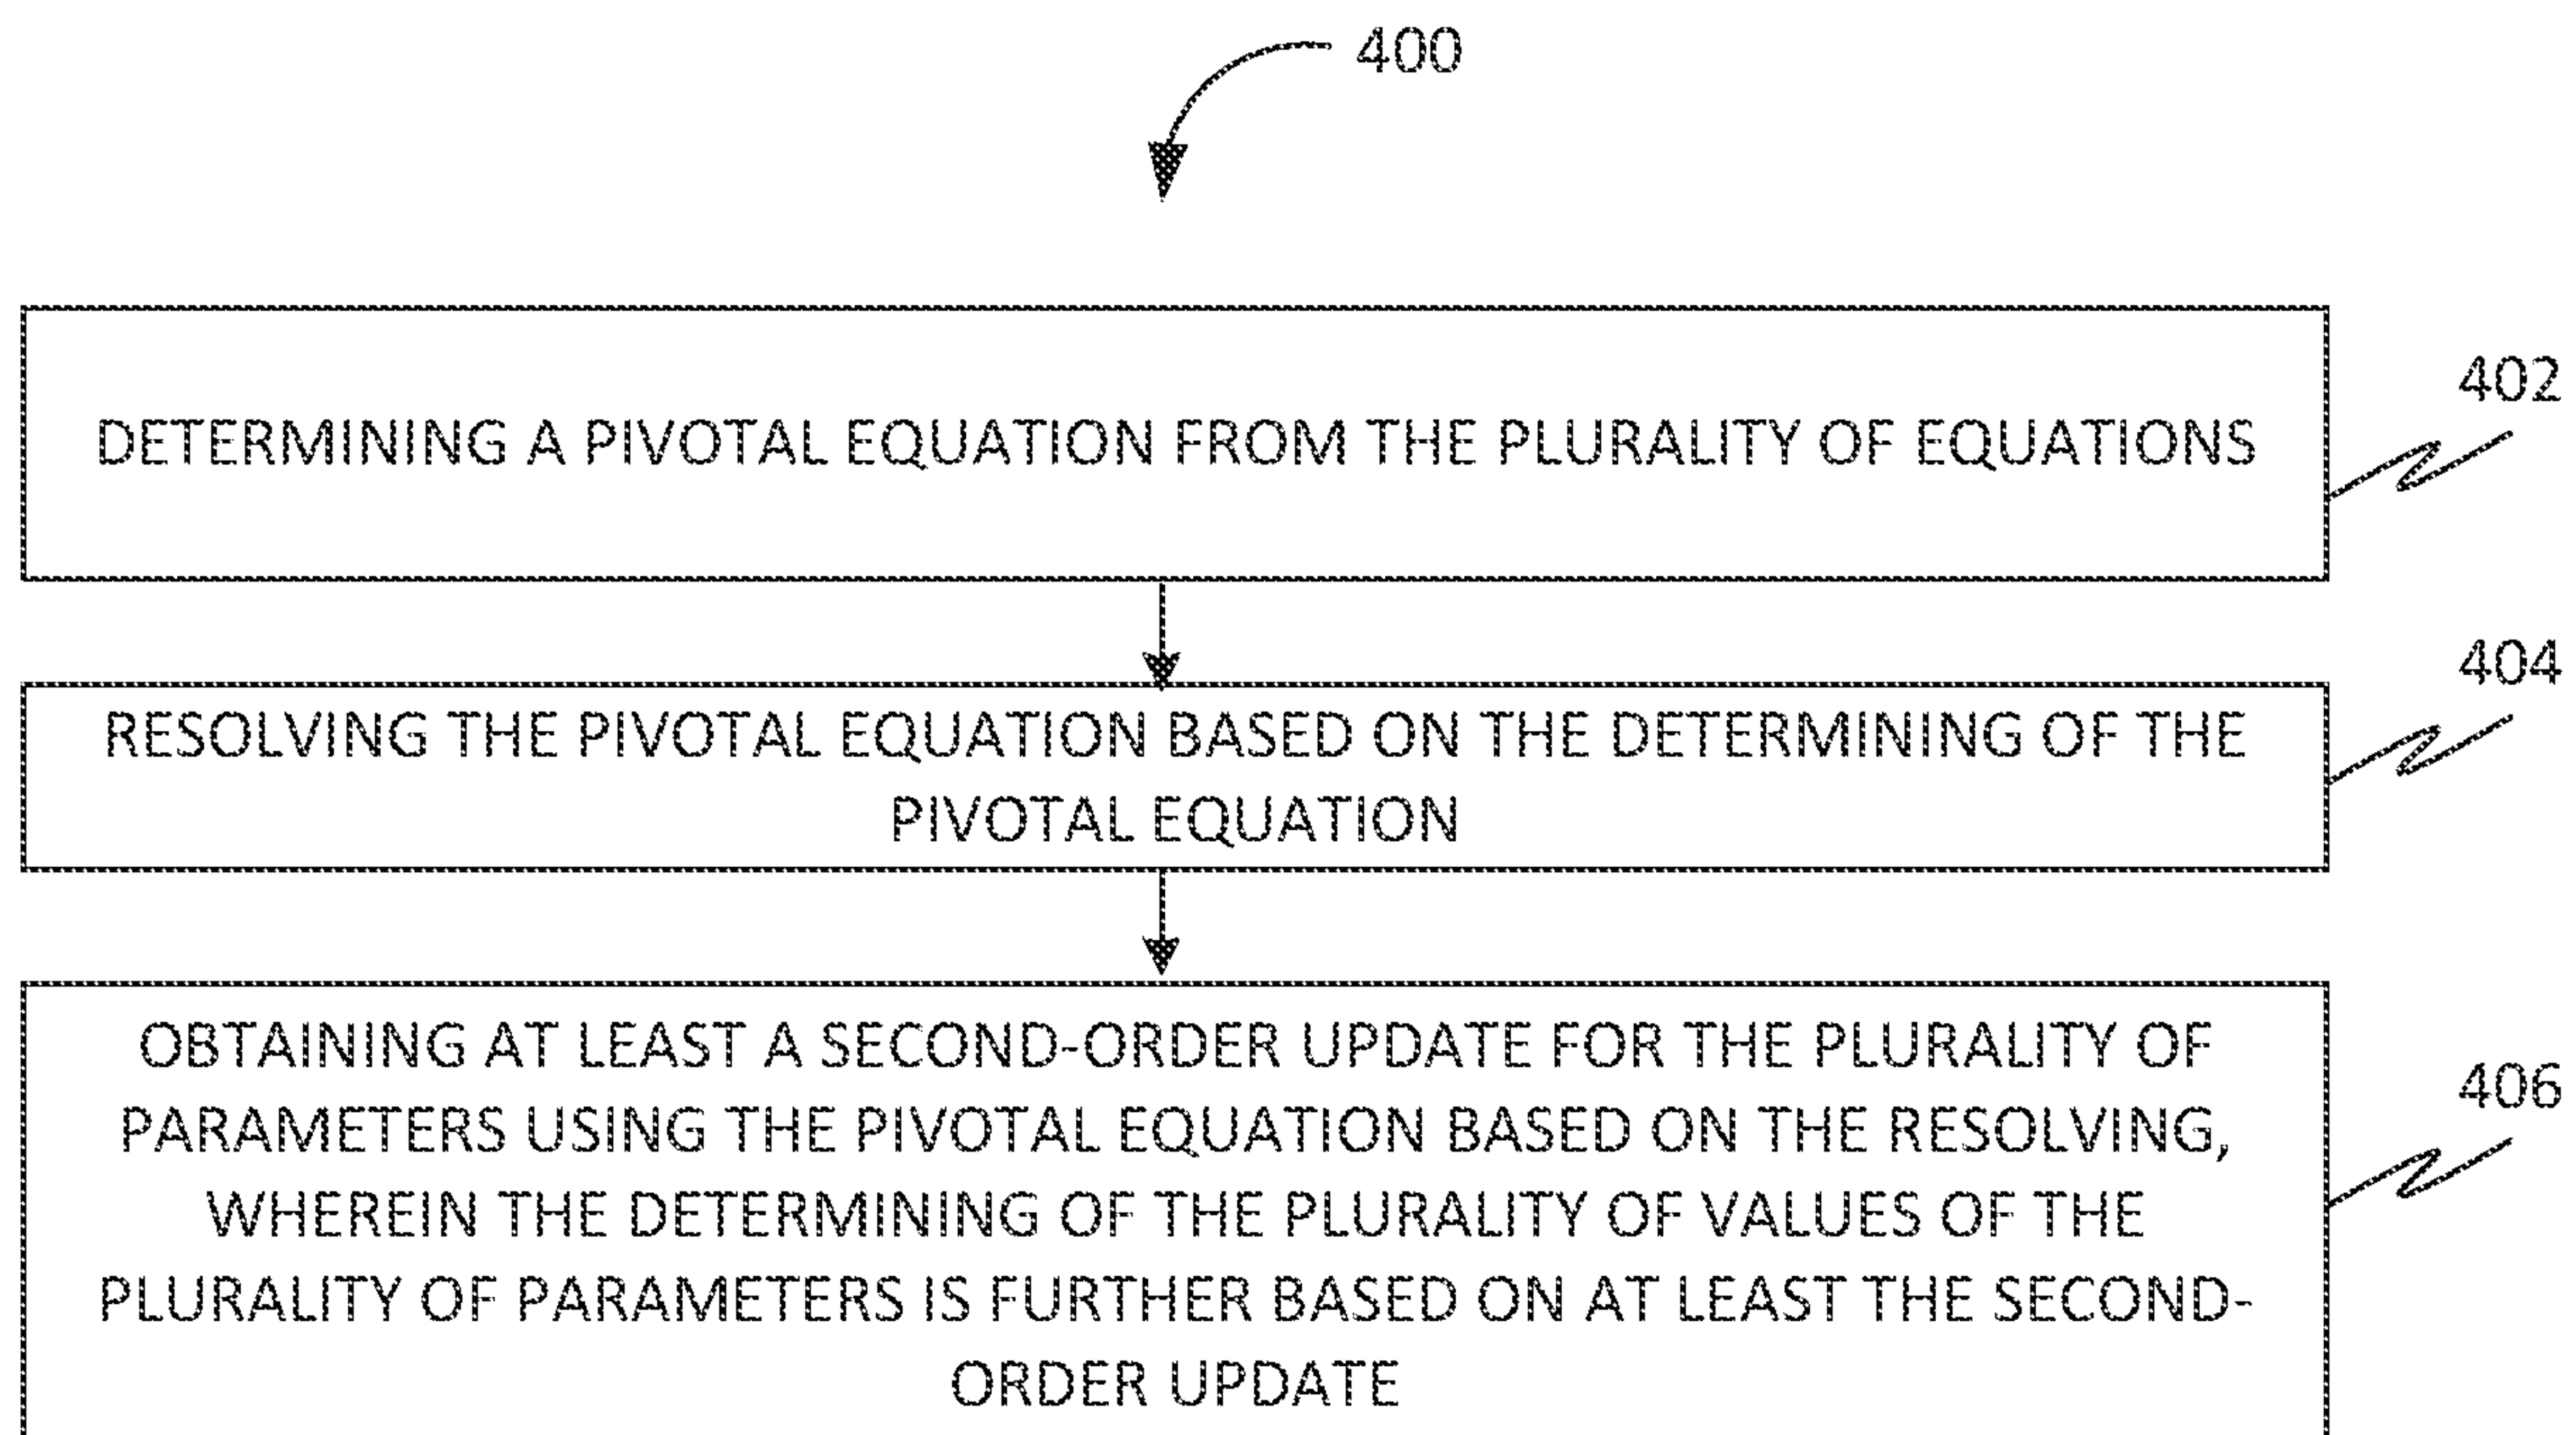 400
402
DETERMINING A PIVOTAL EQUATION FROM THE PLURALITY OF EQUATIONS
404
RESOLVING THE PIVOTAL EQUATION BASED ON THE DETERMINING OF THE
PIVOTAL EQUATION
406
OBTAINING AT LEAST A SECOND-ORDER UPDATE FOR THE PLURALITY OF
PARAMETERS USING THE PIVOTAL EQUATION BASED ON THE RESOLVING,
WHEREIN THE DETERMINING OF THE PLURALITY OF VALUES OF THE
PLURALITY OF PARAMETERS IS FURTHER BASED ON AT LEAST THE SECOND-
ORDER UPDATE